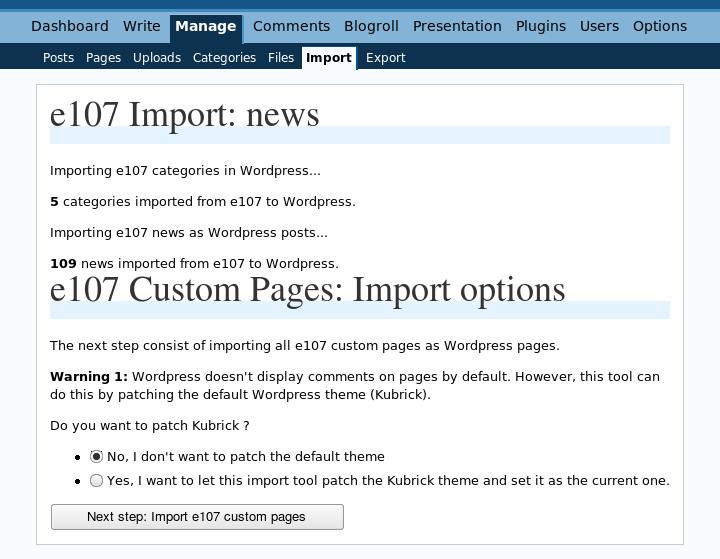 Dashboard Write Manage Comments Blogroll Presentation Plugins Users Options
Posts Pages Uploads Categories Files Import Export
e107 Import: news
Importing e107 categories in Wordpress...
5 categories imported from e107 to Wordpress.
Importing e107 news as Wordpress posts...
109 news imported from e107 to Wordpress.
e107 Custom Pages: Import options
The next step consist of importing all e107 custom pages as Wordpress pages.
Warning 1: Wordpress doesn't display comments on pages by default. However, this tool can
do this by patching the default Wordpress theme (Kubrick).
Do you want to patch Kubrick ?
No, I don't want to patch the default theme
Yes, I want to let this import tool patch the Kubrick theme and set it as the current one.
Next step: Import e107 custom pages